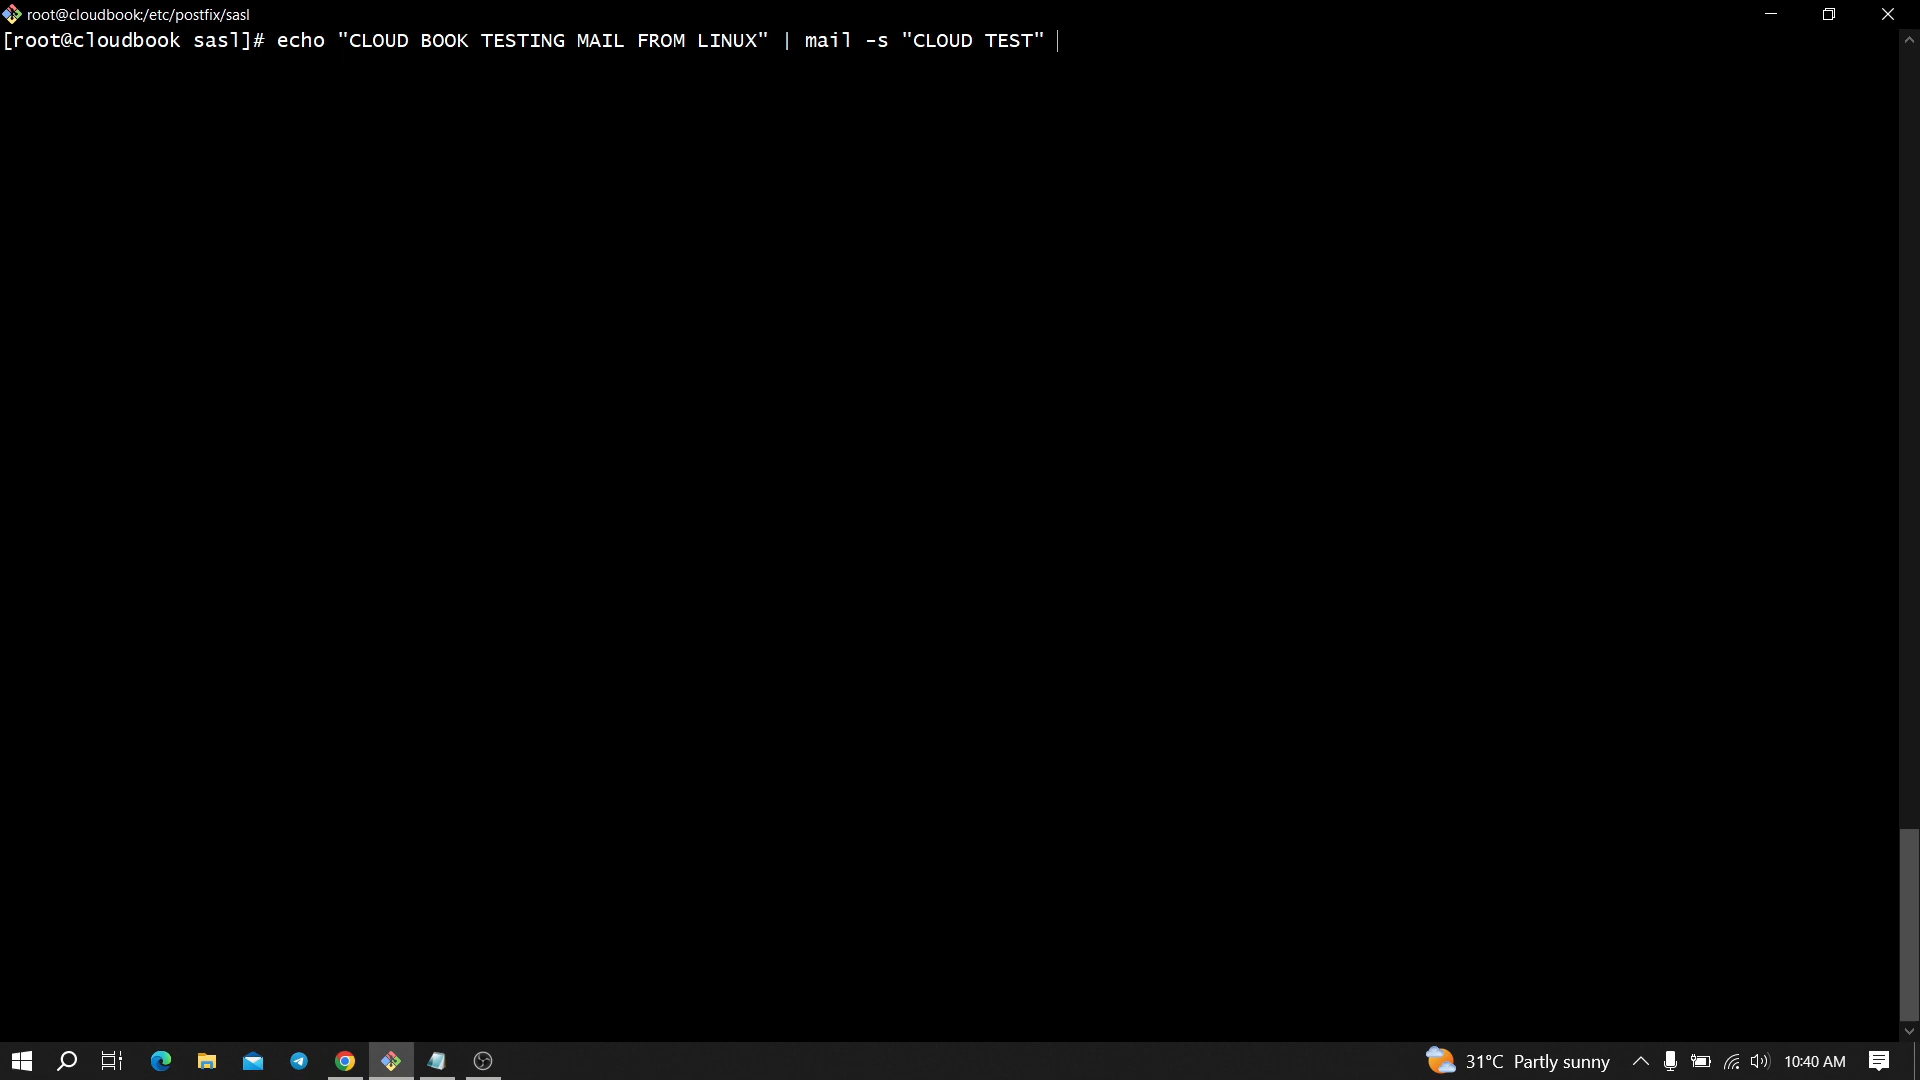 root@cloudbook:/etc/postfix/sasl
[root@cloudbook sasl]# echo "CLOUD BOOK TESTING MAIL FROM LINUX" | mail -s "CLOUD TEST"
31°C Partly sunny
10:40 AM